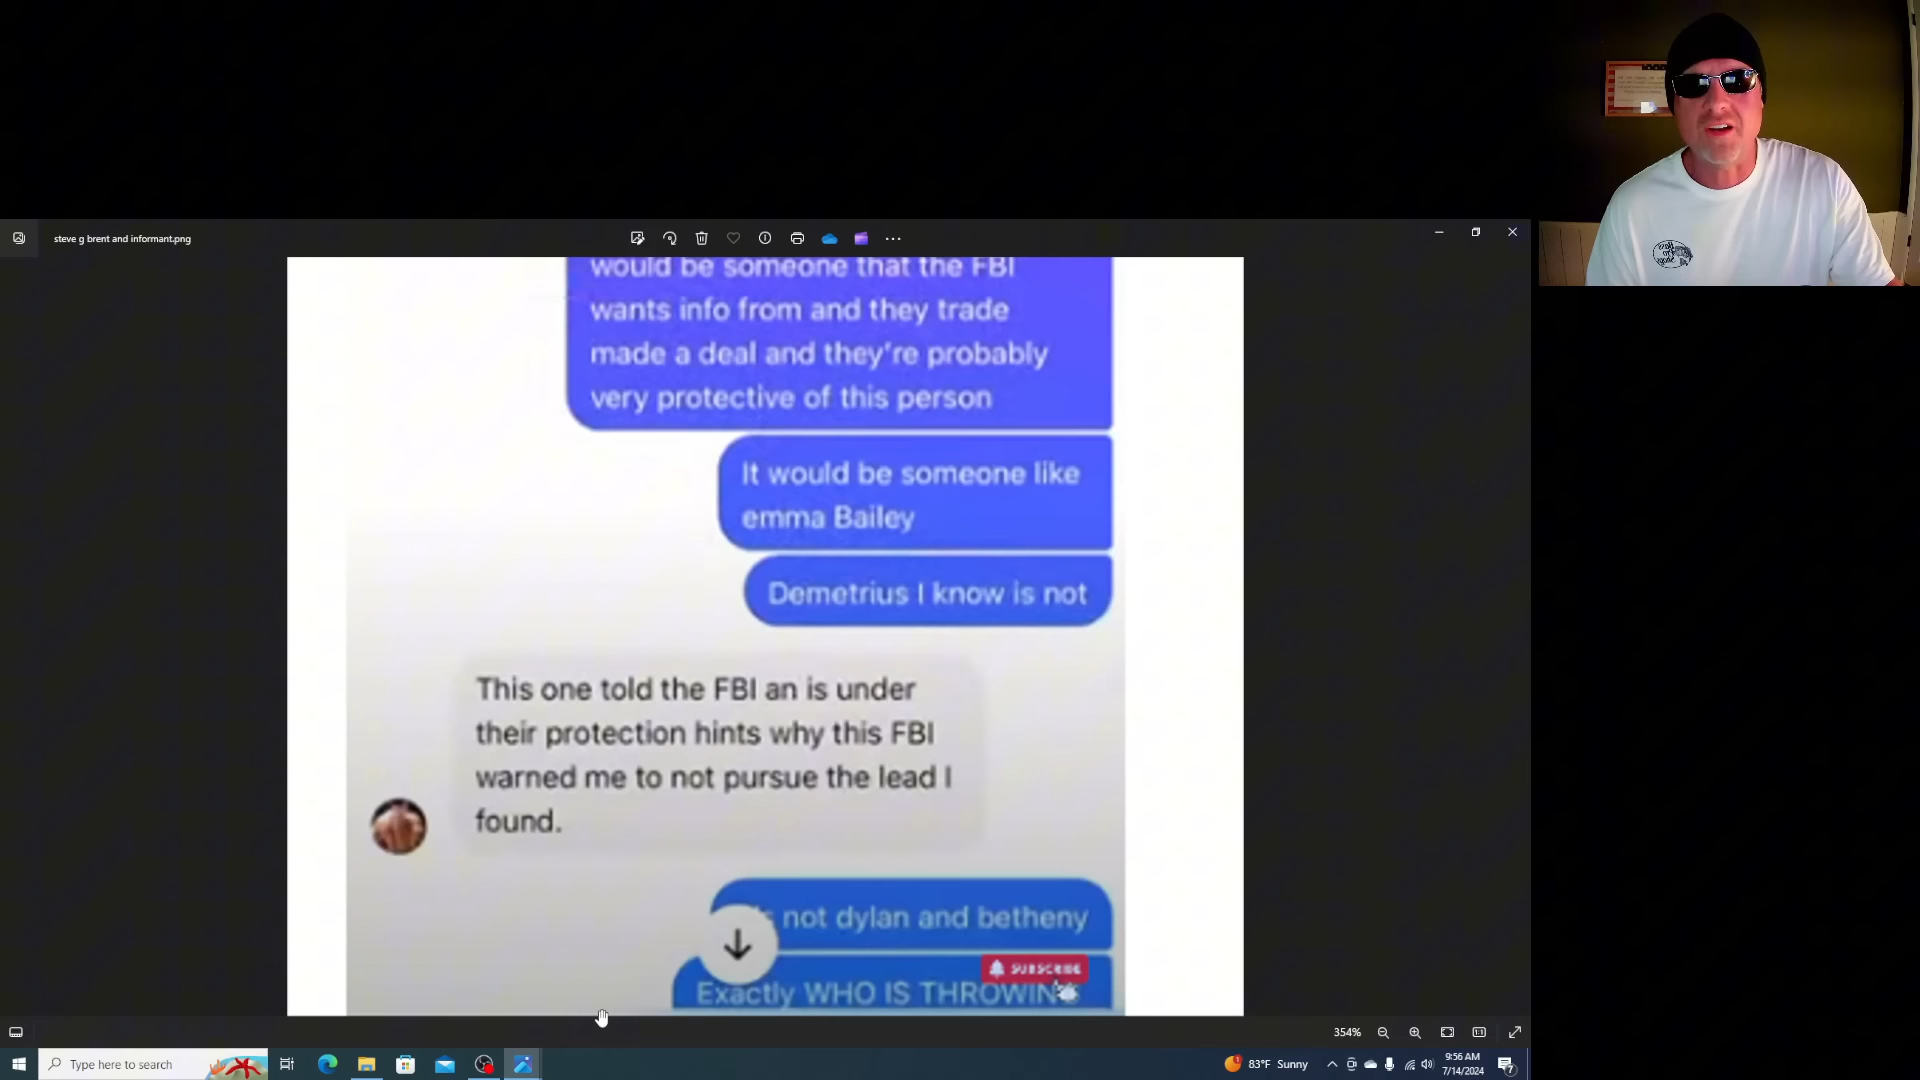 steve g brent and informant.png
would be someone that the FBI
wants info from and they trade
made a deal and they're probably
very protective of this person
It would be someone like
emma Bailey
Demetrius I know is not
This one told the FBI an is under
their protection hints why this FBI
warned me to not pursue the lead I
found.
not dylan and betheny
SUBSCRIBE
Exactly WHO IS THROWING
354%
Type here to search
83°F Sunny
9:56 AM
7/14/2024
7